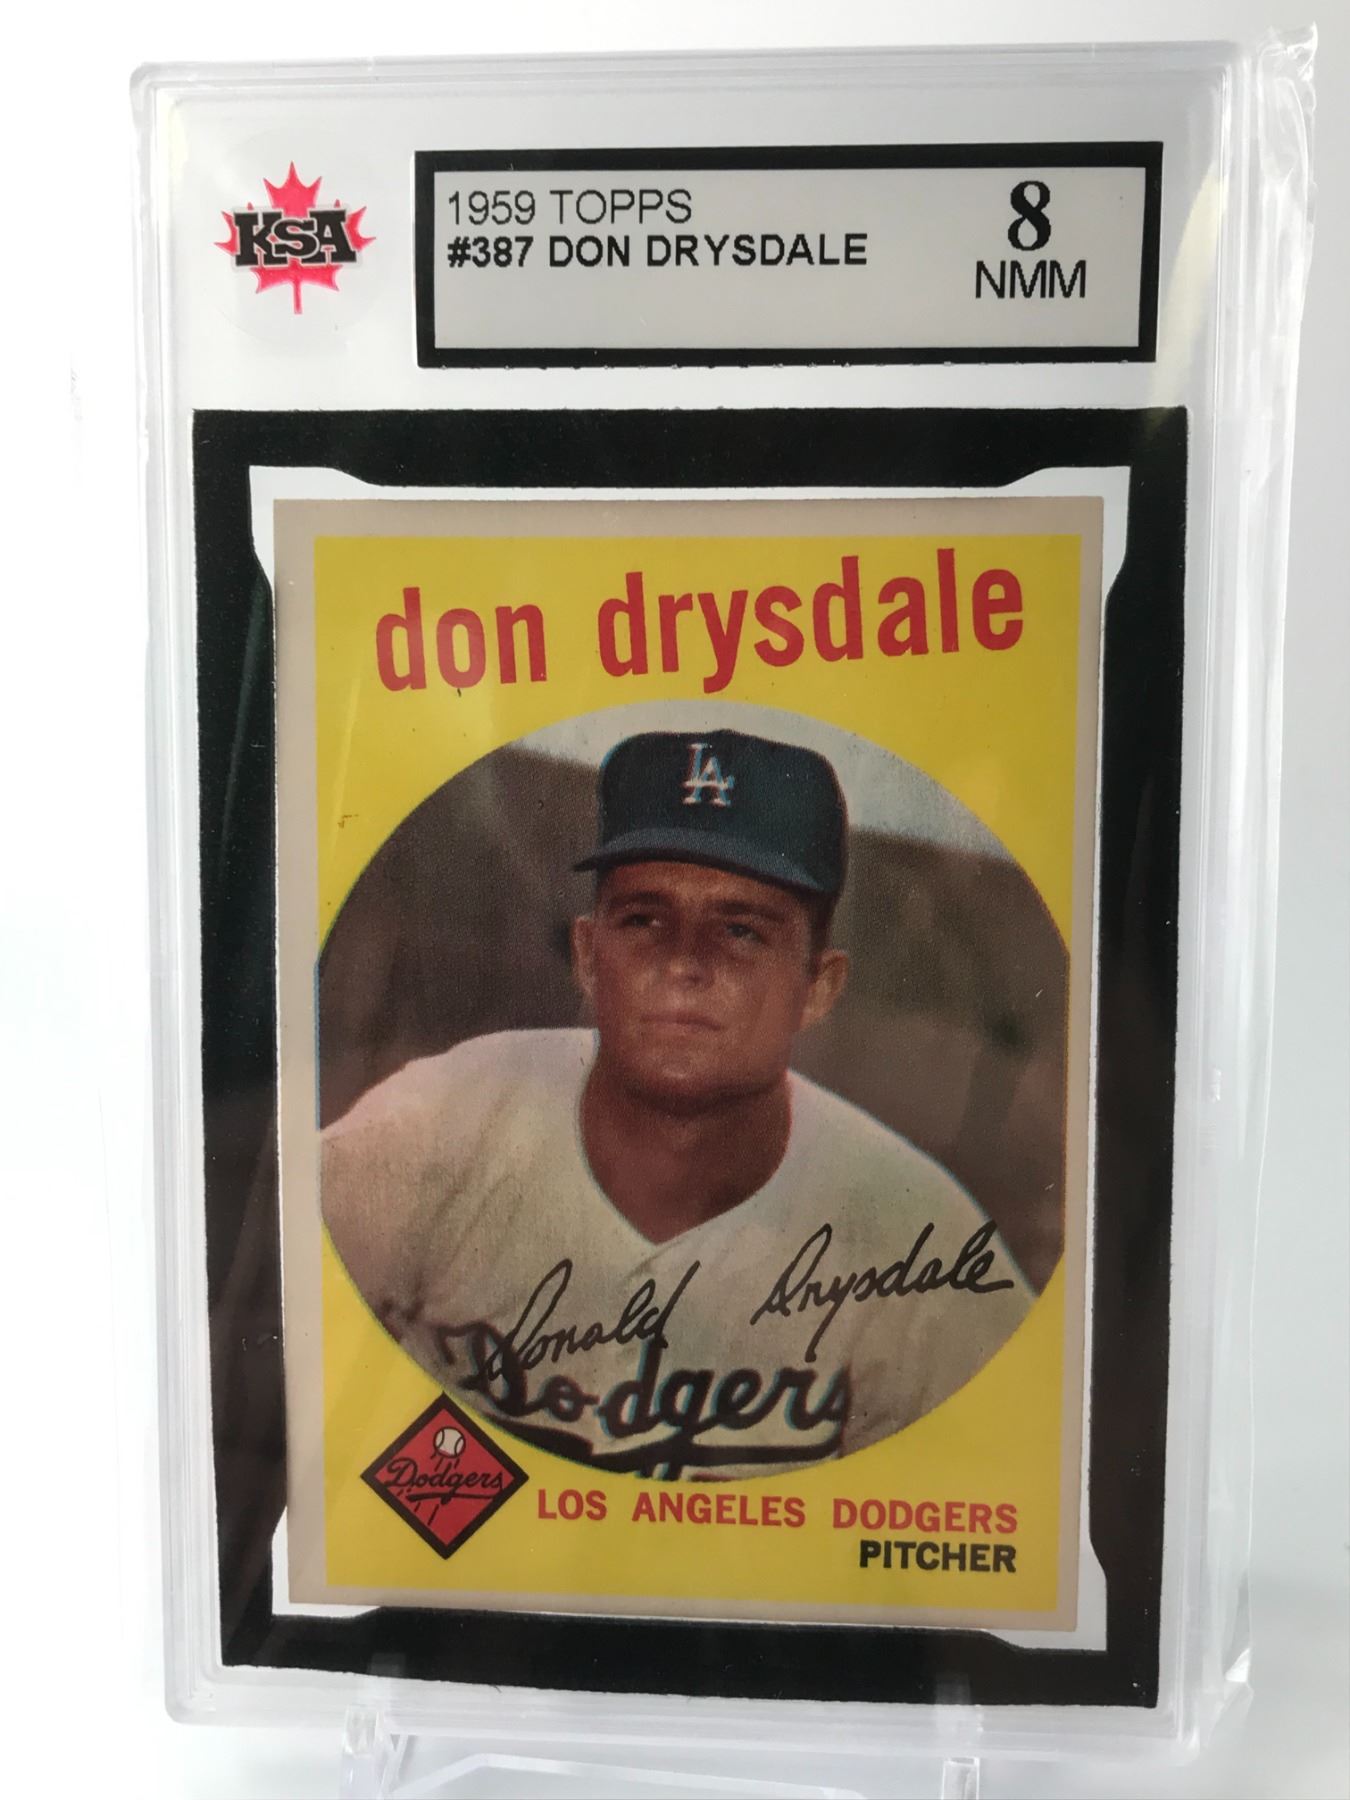 KSA
1959 TOPPS
#387 DON DRYSDALE
8
NMM
don drysdale
LA
Donald Drysdale
Dodgers
Dodgers
LOS ANGELES DODGERS
PITCHER